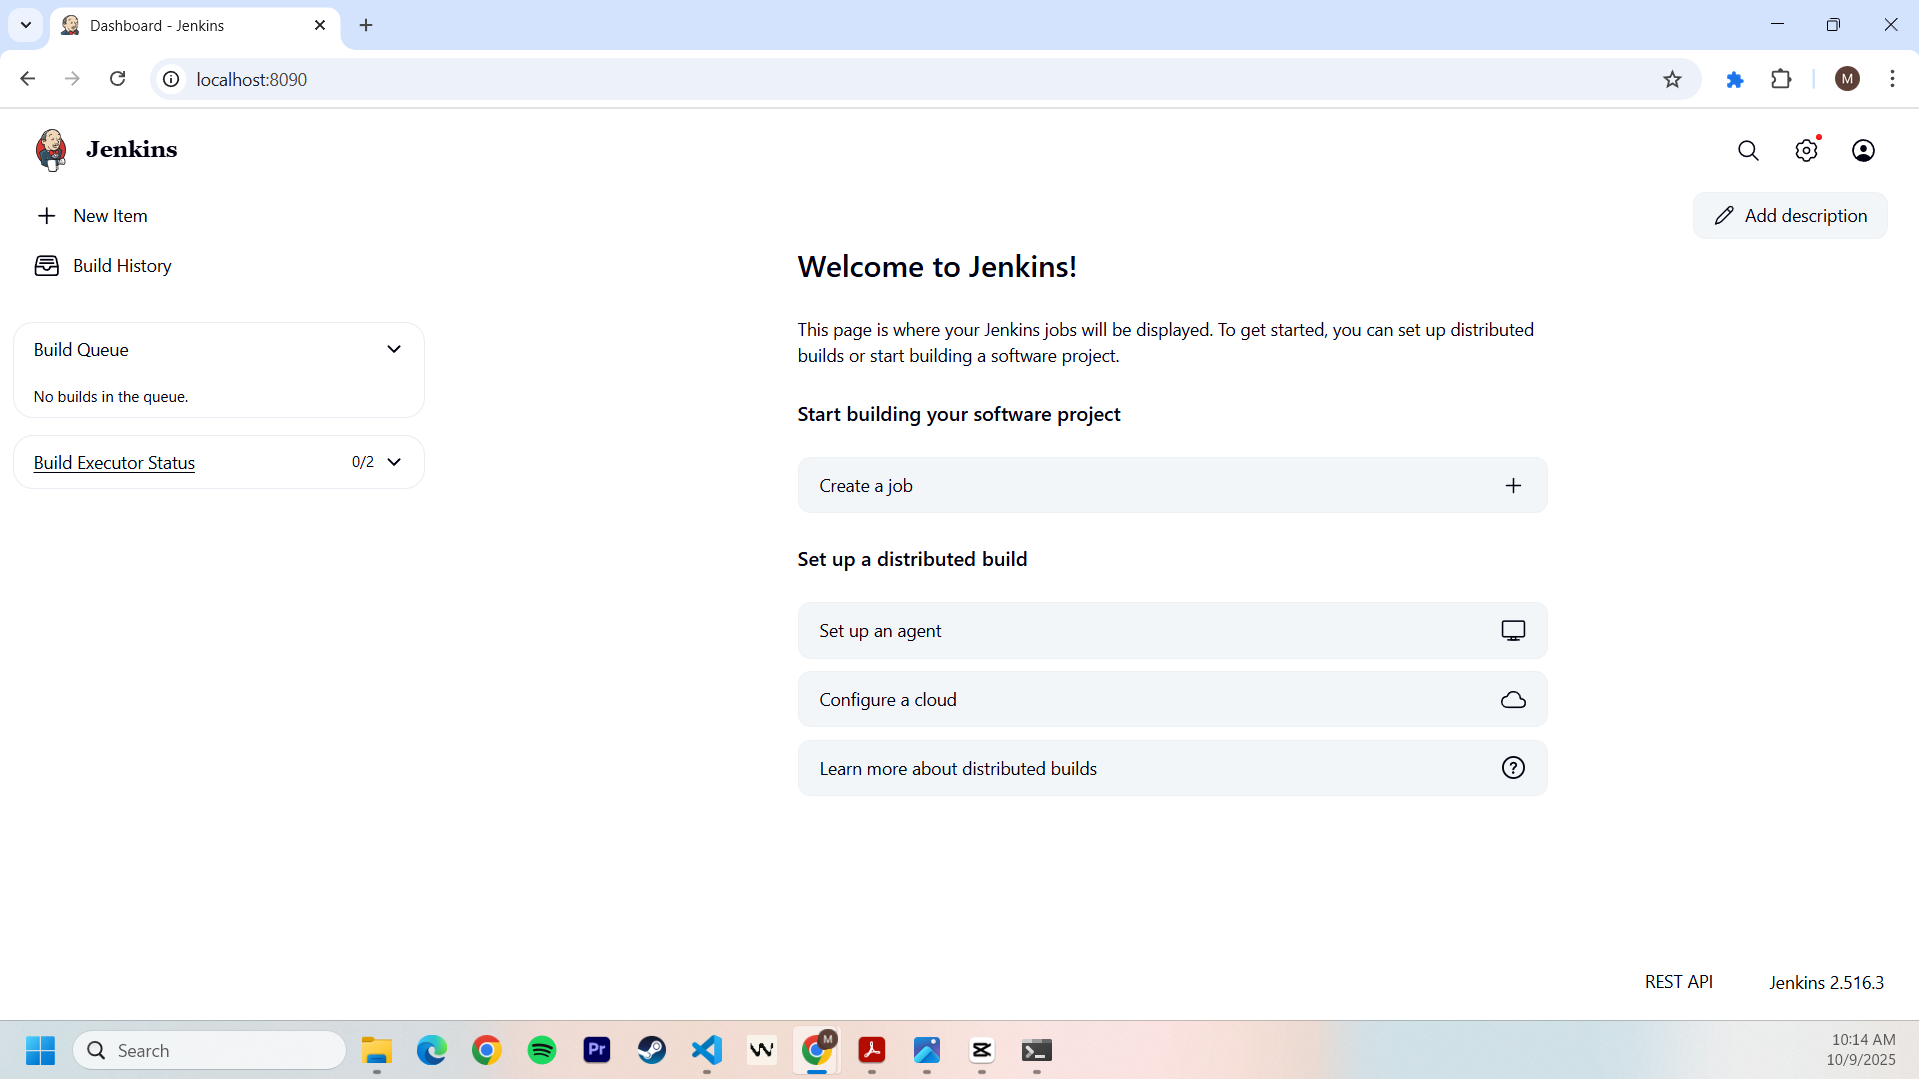 Dashboard - Jenkins
localhost:8090
M
Jenkins
New Item
Add description
Build History
Welcome to Jenkins!
This page is where your Jenkins jobs will be displayed. To get started, you can set up distributed
builds or start building a software project.
Build Queue
No builds in the queue.
Start building your software project
Build Executor Status 0/2
Create a job
Set up a distributed build
Set up an agent
Configure a cloud
Learn more about distributed builds
REST API Jenkins 2.516.3
Search
Pr
M
10:14 AM
10/9/2025